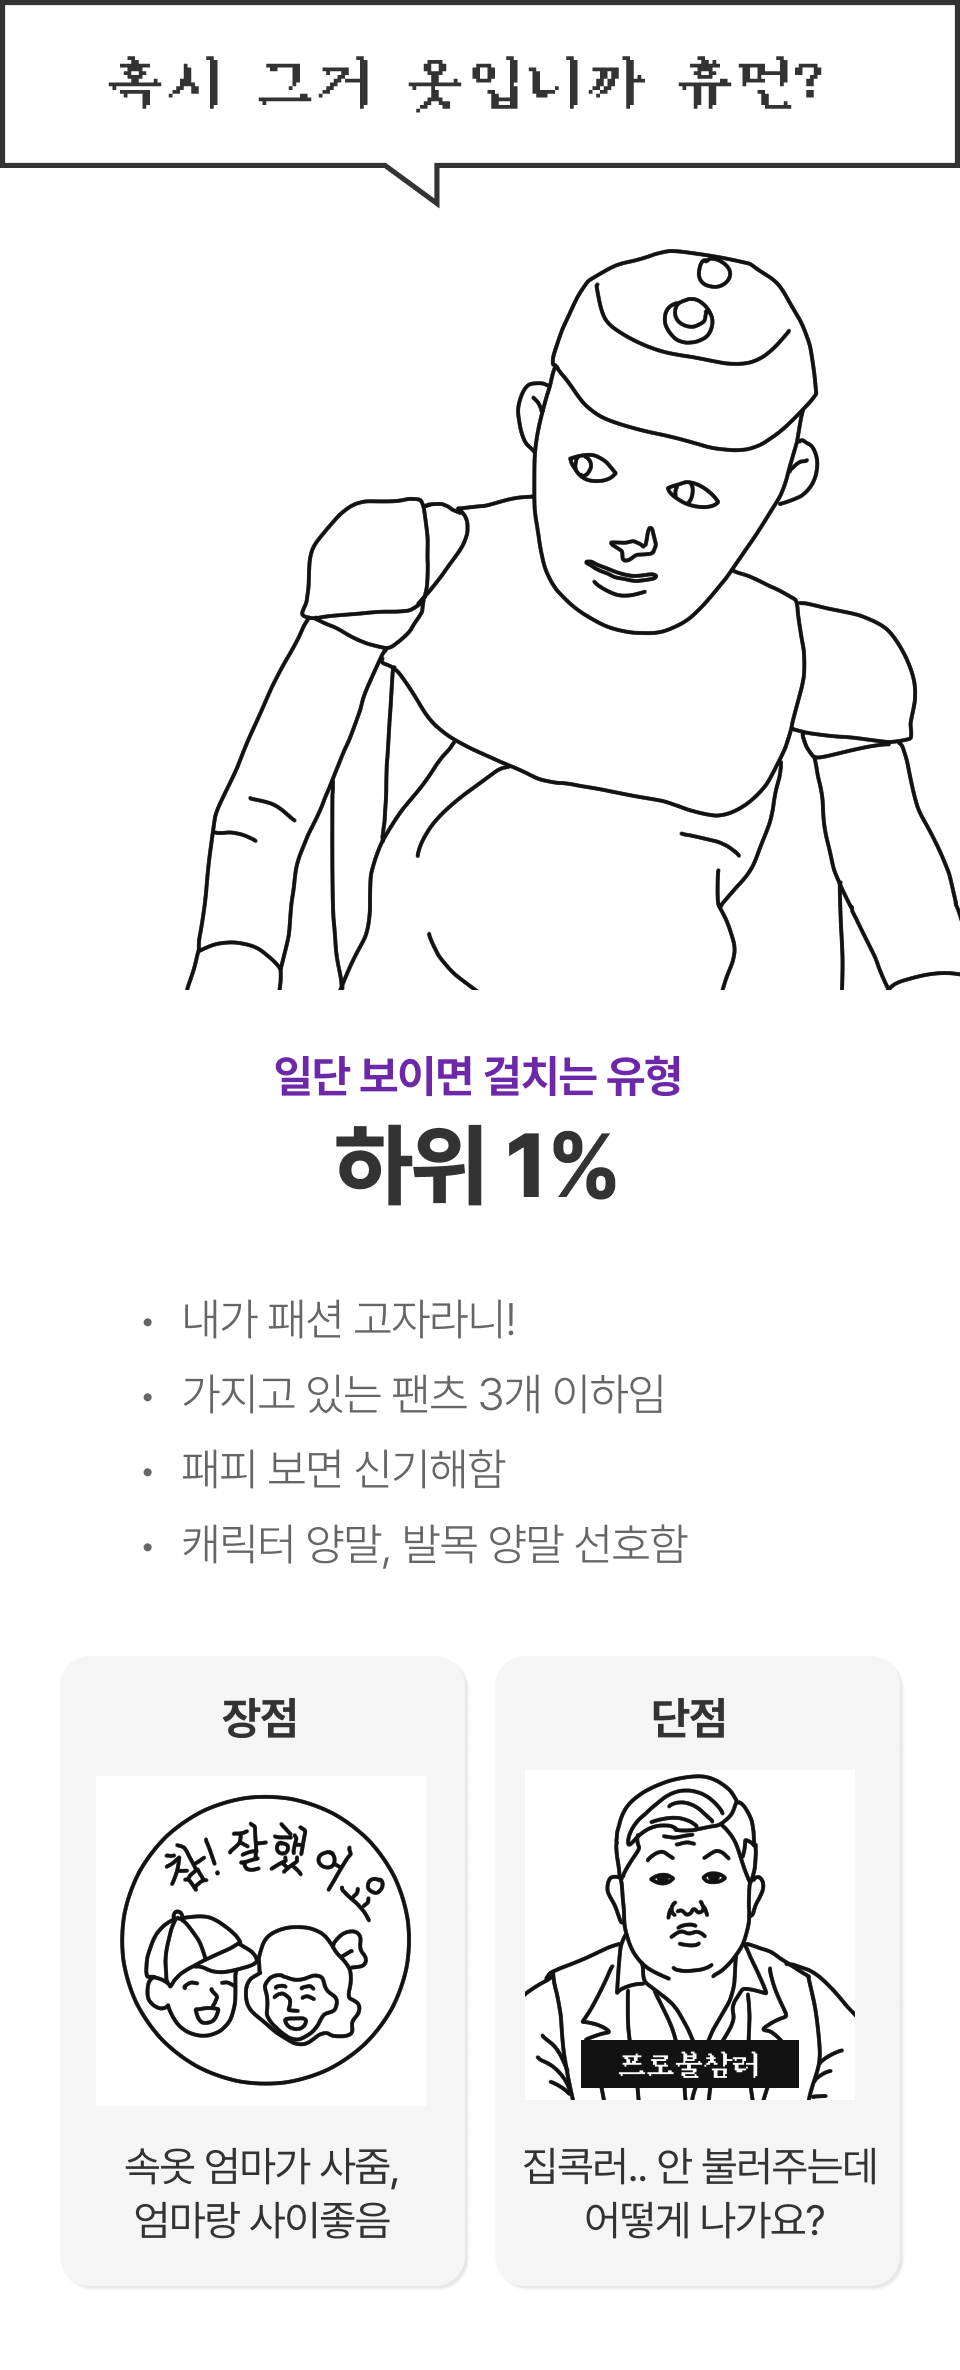 혹시 그거 옷입니까 휴먼?
일단 보이면 걸치는 유형
하위 1%
• 내가 패션 고자라니!
• 가지고 있는 팬츠 3개 이하임
• 패피 보면 신기해함
• 캐릭터 양말, 발목 양말 선호함
장점
참! 잘했어요
속옷 엄마가 사줌,
엄마랑 사이좋음
단점
프로불참러
집콕러.. 안 불러주는데
어떻게 나가요?